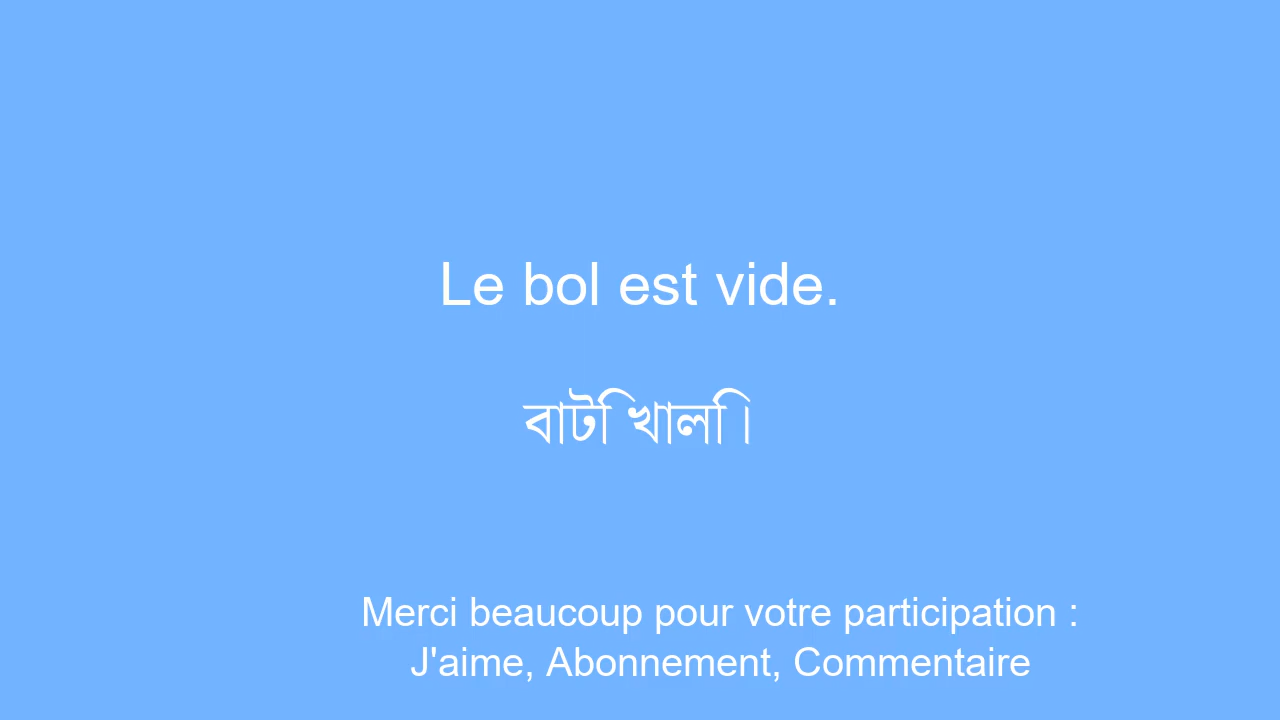 Le bol est vide.
বাটি খালি।
Merci beaucoup pour votre participation :
J'aime, Abonnement, Commentaire